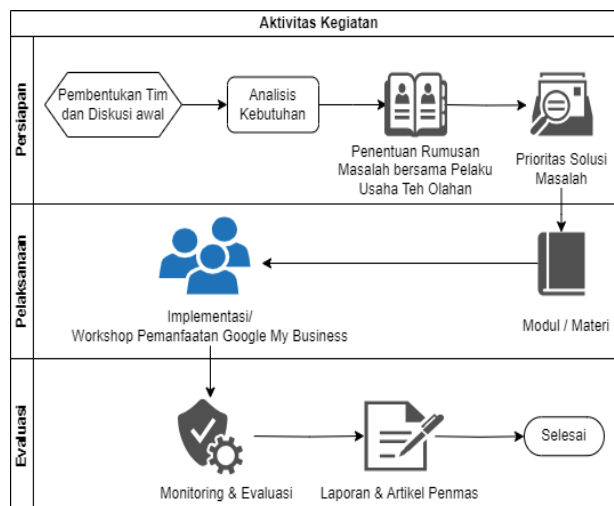 Aktivitas Kegiatan
Persiapan
Pembentukan Tim
dan Diskusi awal
Analisis
Kebutuhan
Penentuan Rumusan
Masalah bersama Pelaku
Usaha Teh Olahan
Prioritas Solusi
Masalah
Pelaksanaan
Implementasi/
Workshop Pemanfaatan Google My Business
Modul / Materi
Evaluasi
Monitoring & Evaluasi
Laporan & Artikel Penmas
Selesai